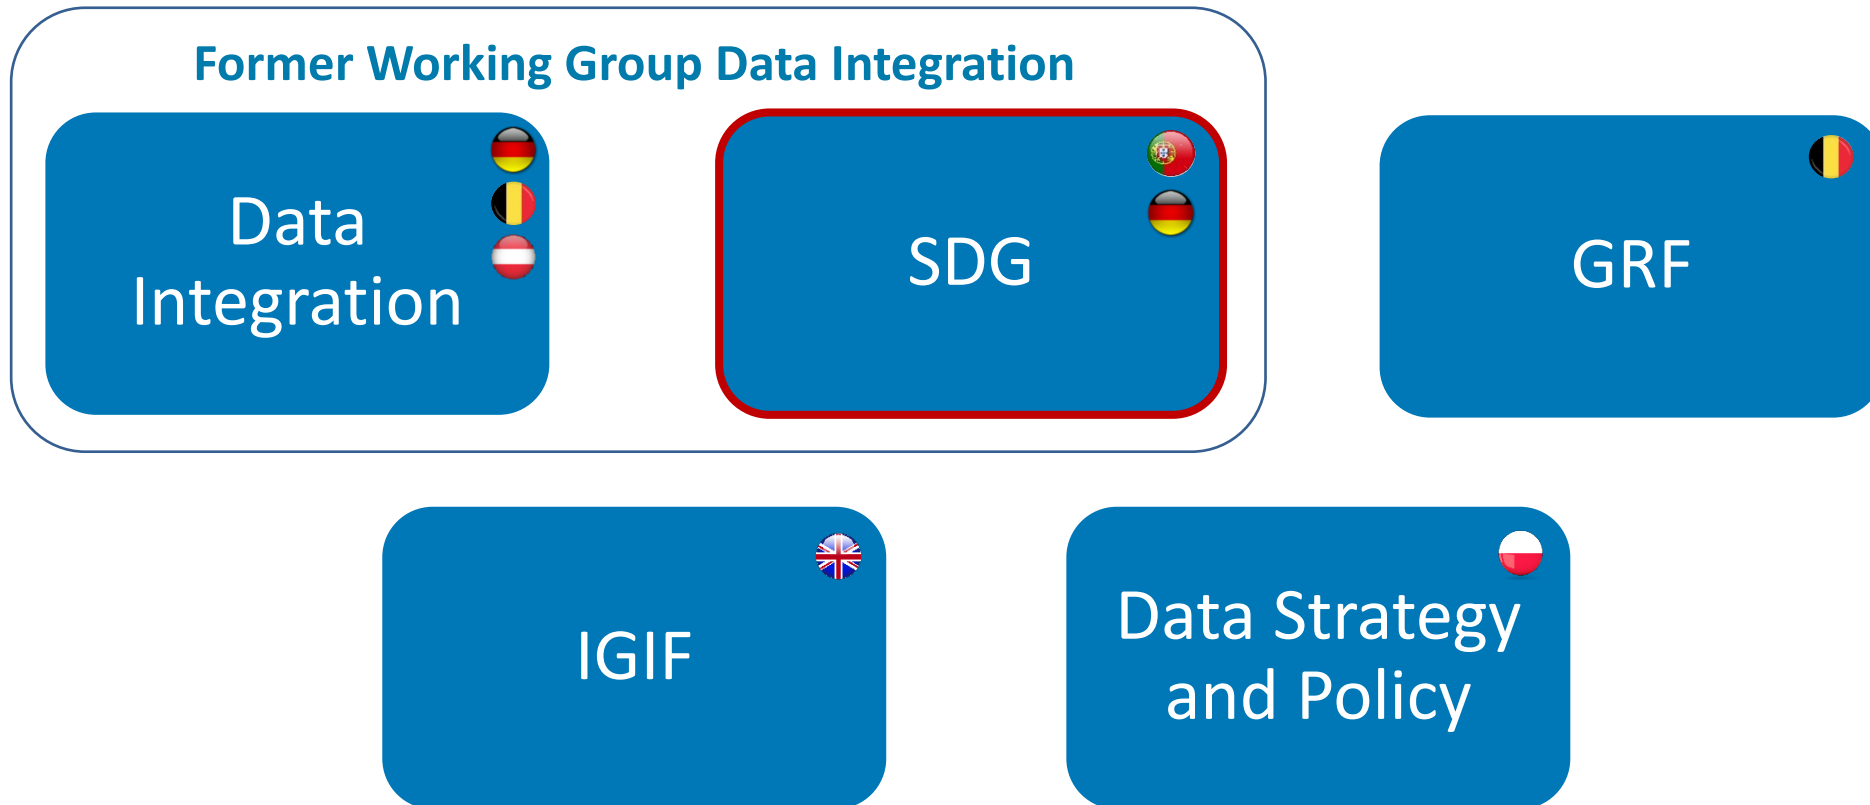 Former Working Group Data Integration
Data
Integration
SDG
GRF
IGIF
Data Strategy
and Policy